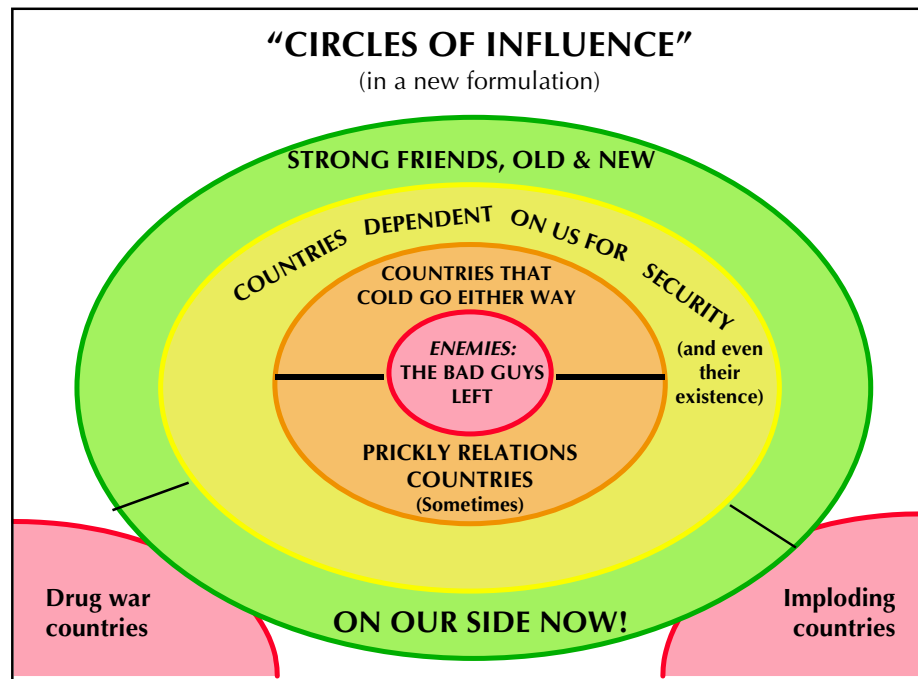 “CIRCLES OF INFLUENCE”
(in a new formulation)
STRONG FRIENDS, OLD & NEW
COUNTRIES DEPENDENT ON US FOR SECURITY
(and even
their
existence)
COUNTRIES THAT
COLD GO EITHER WAY
ENEMIES:
THE BAD GUYS
LEFT
PRICKLY RELATIONS
COUNTRIES
(Sometimes)
Drug war
countries
ON OUR SIDE NOW!
Imploding
countries